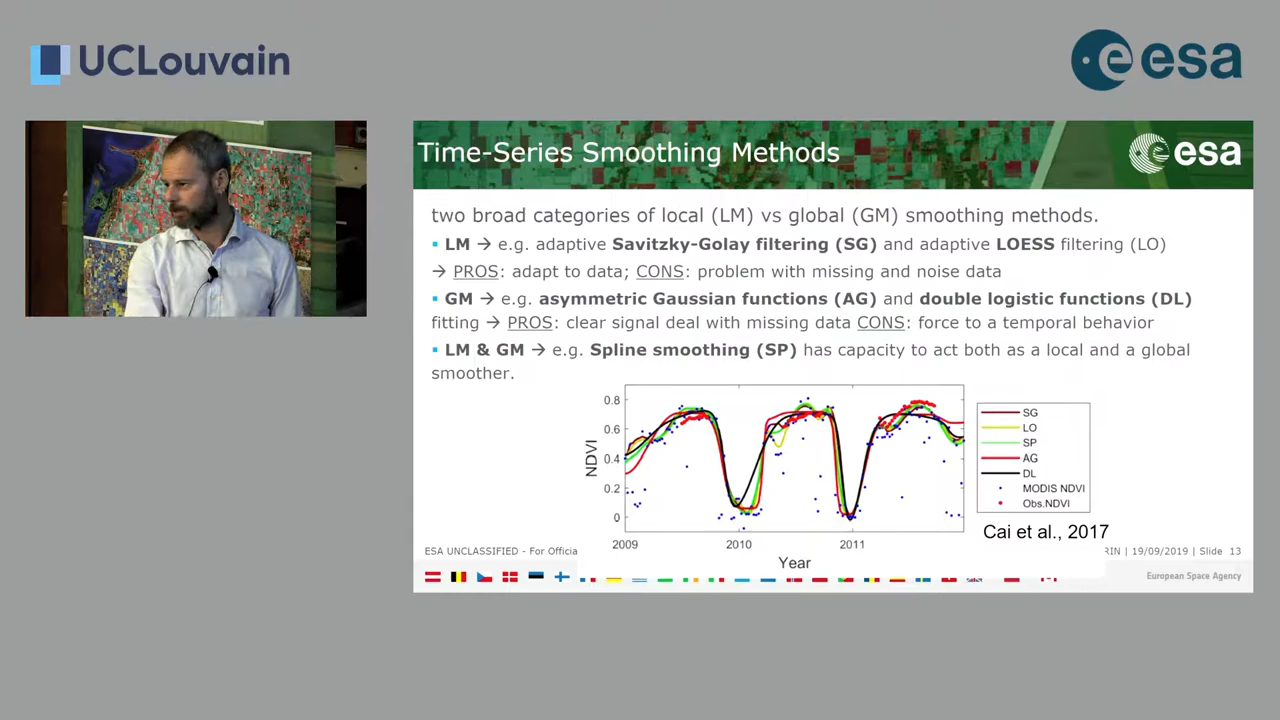 UCLouvain
esa
Time-Series Smoothing Methods
esa
two broad categories of local (LM) vs global (GM) smoothing methods.
▪ LM → e.g. adaptive Savitzky-Golay filtering (SG) and adaptive LOESS filtering (LO)
→ PROS: adapt to data; CONS: problem with missing and noise data
▪ GM → e.g. asymmetric Gaussian functions (AG) and double logistic functions (DL)
fitting → PROS: clear signal deal with missing data CONS: force to a temporal behavior
▪ LM & GM → e.g. Spline smoothing (SP) has capacity to act both as a local and a global
smoother.
NDVI
0.8
0.6
0.4
0.2
0
2009 2010 2011
Year
SG
LO
SP
AG
DL
MODIS NDVI
Obs.NDVI
Cai et al., 2017
ESA UNCLASSIFIED - For Officia
RIN | 19/09/2019 | Slide 13
European Space Agency